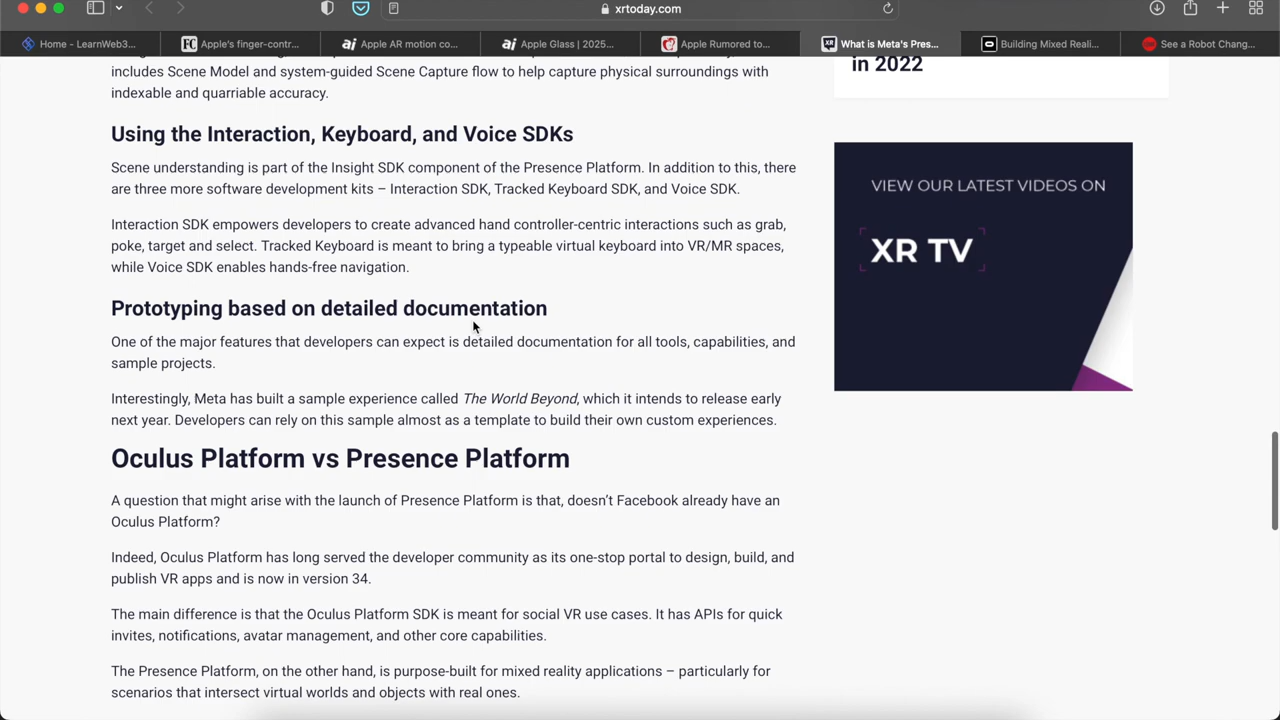 xrtoday.com
Home - LearnWeb3...
FC
Apple's finger-contr...
ai
Apple AR motion co...
ai
Apple Glass | 2025...
Apple Rumored to...
XR
What is Meta's Pres...
Building Mixed Reali...
See a Robot Chang...
includes Scene Model and system-guided Scene Capture flow to help capture physical surroundings with
indexable and quarriable accuracy.
Using the Interaction, Keyboard, and Voice SDKs
Scene understanding is part of the Insight SDK component of the Presence Platform. In addition to this, there
are three more software development kits – Interaction SDK, Tracked Keyboard SDK, and Voice SDK.
Interaction SDK empowers developers to create advanced hand controller-centric interactions such as grab,
poke, target and select. Tracked Keyboard is meant to bring a typeable virtual keyboard into VR/MR spaces,
while Voice SDK enables hands-free navigation.
Prototyping based on detailed documentation
One of the major features that developers can expect is detailed documentation for all tools, capabilities, and
sample projects.
Interestingly, Meta has built a sample experience called The World Beyond, which it intends to release early
next year. Developers can rely on this sample almost as a template to build their own custom experiences.
Oculus Platform vs Presence Platform
A question that might arise with the launch of Presence Platform is that, doesn't Facebook already have an
Oculus Platform?
Indeed, Oculus Platform has long served the developer community as its one-stop portal to design, build, and
publish VR apps and is now in version 34.
The main difference is that the Oculus Platform SDK is meant for social VR use cases. It has APIs for quick
invites, notifications, avatar management, and other core capabilities.
The Presence Platform, on the other hand, is purpose-built for mixed reality applications – particularly for
scenarios that intersect virtual worlds and objects with real ones.
in 2022
VIEW OUR LATEST VIDEOS ON
XR TV